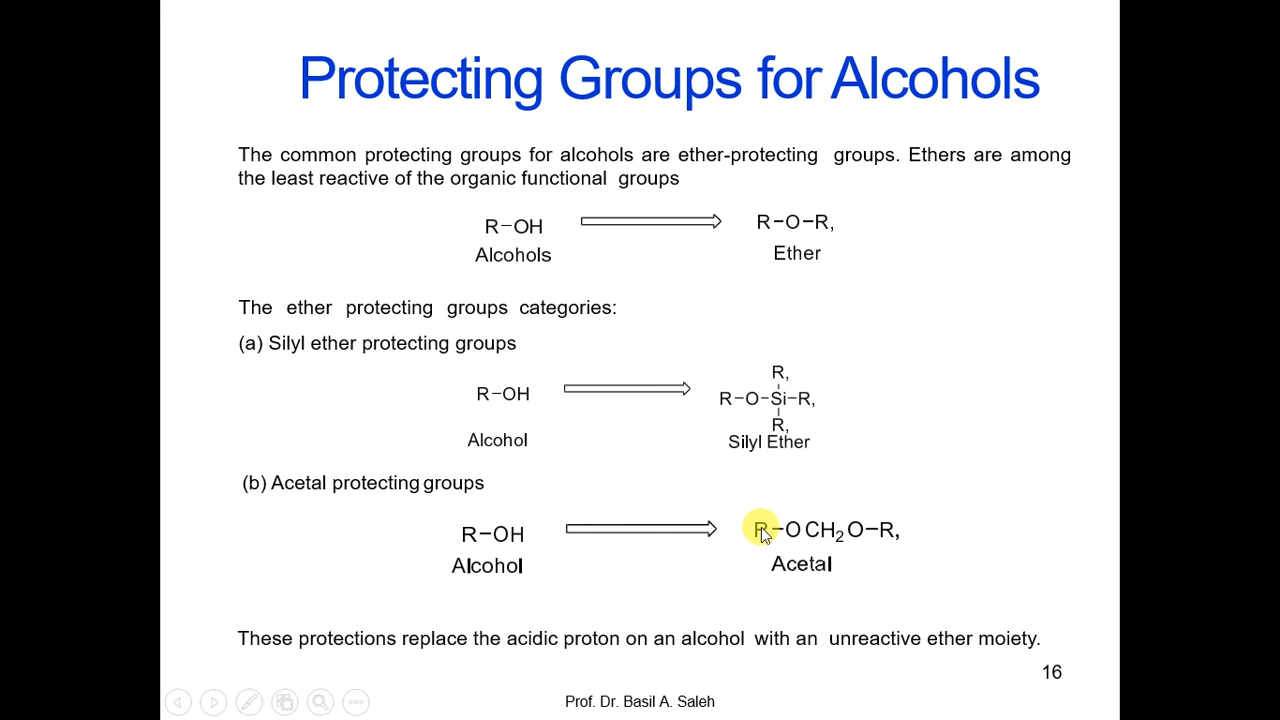 Protecting Groups for Alcohols
The common protecting groups for alcohols are ether-protecting groups. Ethers are among
the least reactive of the organic functional groups
R–OH R–O–R,
Alcohols Ether
The ether protecting groups categories:
(a) Silyl ether protecting groups
R,
R–OH R–O–Si–R,
R,
Alcohol Silyl Ether
(b) Acetal protecting groups
R–OH R–OCH₂O–R,
Alcohol Acetal
These protections replace the acidic proton on an alcohol with an unreactive ether moiety.
16
Prof. Dr. Basil A. Saleh